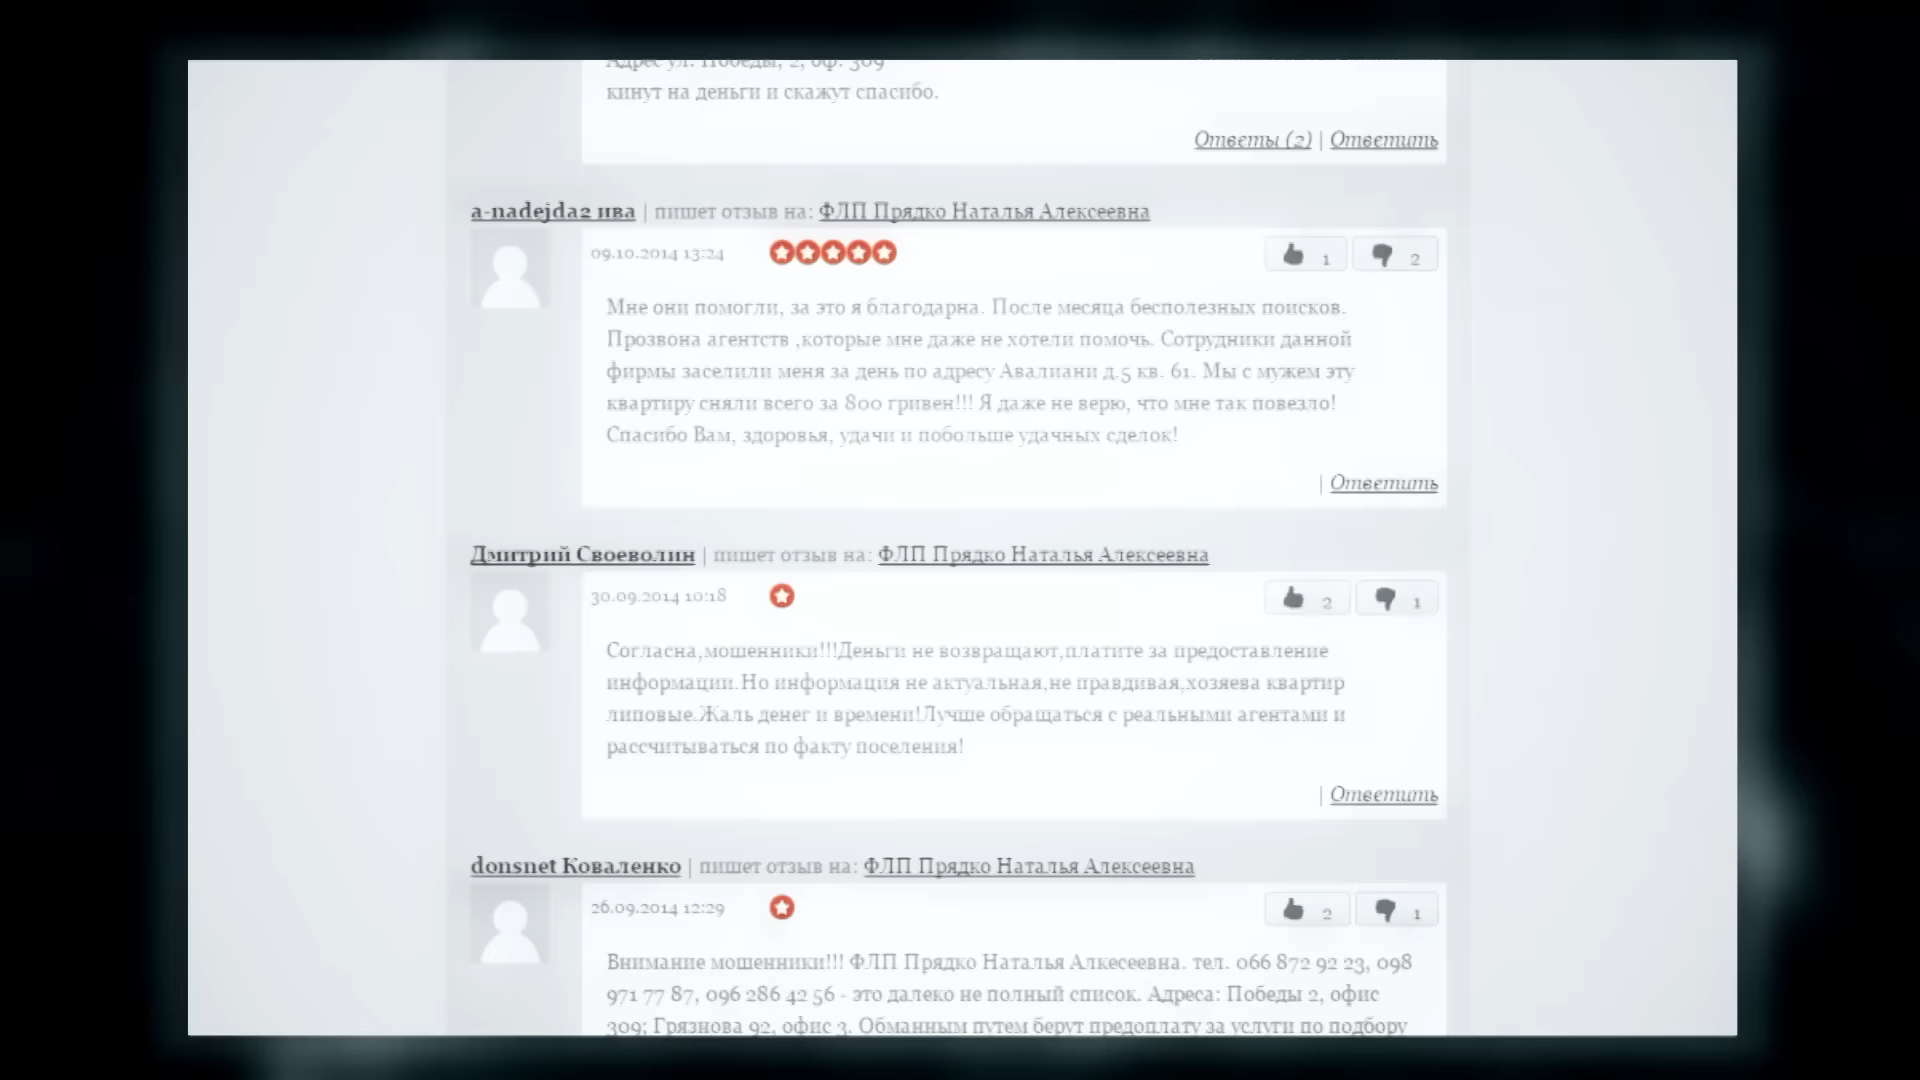 Адрес ул. Победы, 2, оф. 309
кинут на деньги и скажут спасибо.
Ответы (2) | Ответить
a-nadejda2 ива | пишет отзыв на: ФЛП Прядко Наталья Алексеевна
09.10.2014 13:24
1
2
Мне они помогли, за это я благодарна. После месяца бесполезных поисков.
Прозвона агентств ,которые мне даже не хотели помочь. Сотрудники данной
фирмы заселили меня за день по адресу Авалиани д.5 кв. 61. Мы с мужем эту
квартиру сняли всего за 800 гривен!!! Я даже не верю, что мне так повезло!
Спасибо Вам, здоровья, удачи и побольше удачных сделок!
| Ответить
Дмитрий Своеволин | пишет отзыв на: ФЛП Прядко Наталья Алексеевна
30.09.2014 10:18
2
1
Согласна,мошенники!!!Деньги не возвращают,платите за предоставление
информации.Но информация не актуальная,не правдивая,хозяева квартир
липовые.Жаль денег и времени!Лучше обращаться с реальными агентами и
рассчитываться по факту поселения!
| Ответить
donsnet Коваленко | пишет отзыв на: ФЛП Прядко Наталья Алексеевна
26.09.2014 12:29
2
1
Внимание мошенники!!! ФЛП Прядко Наталья Алкесеевна. тел. 066 872 92 23, 098
971 77 87, 096 286 42 56 - это далеко не полный список. Адреса: Победы 2, офис
309; Грязнова 92, офис 3. Обманным путем берут предоплату за услуги по подбору